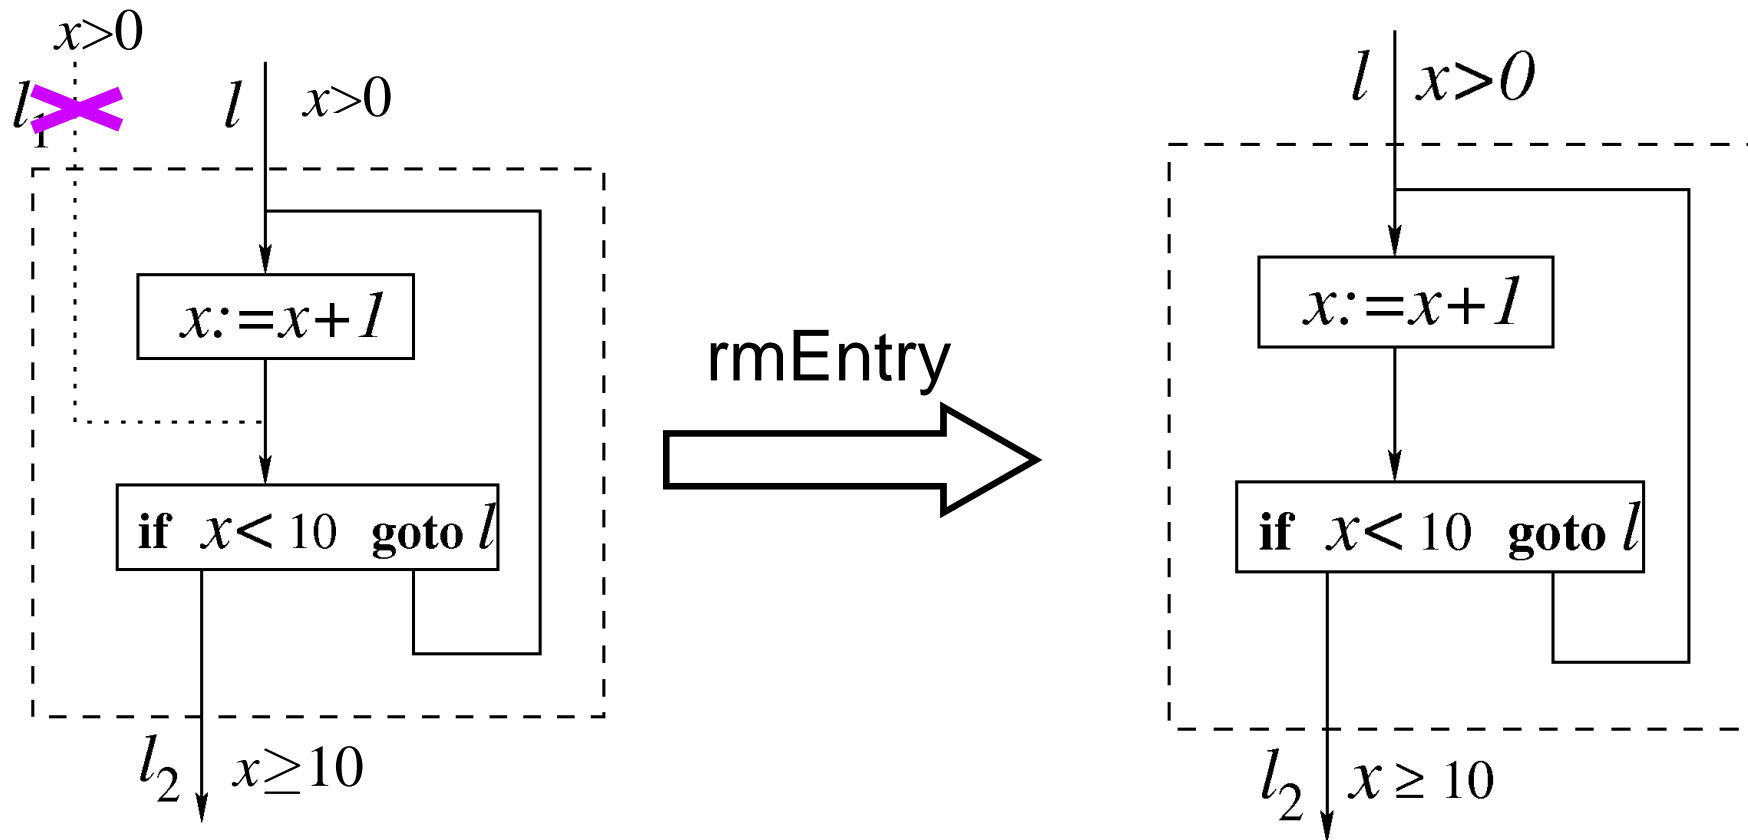 x>0
l₁
l x>0
x:=x+1
if x< 10 goto l
l₂ x≥10
rmEntry
l x>0
x:=x+1
if x< 10 goto l
l₂ x ≥ 10